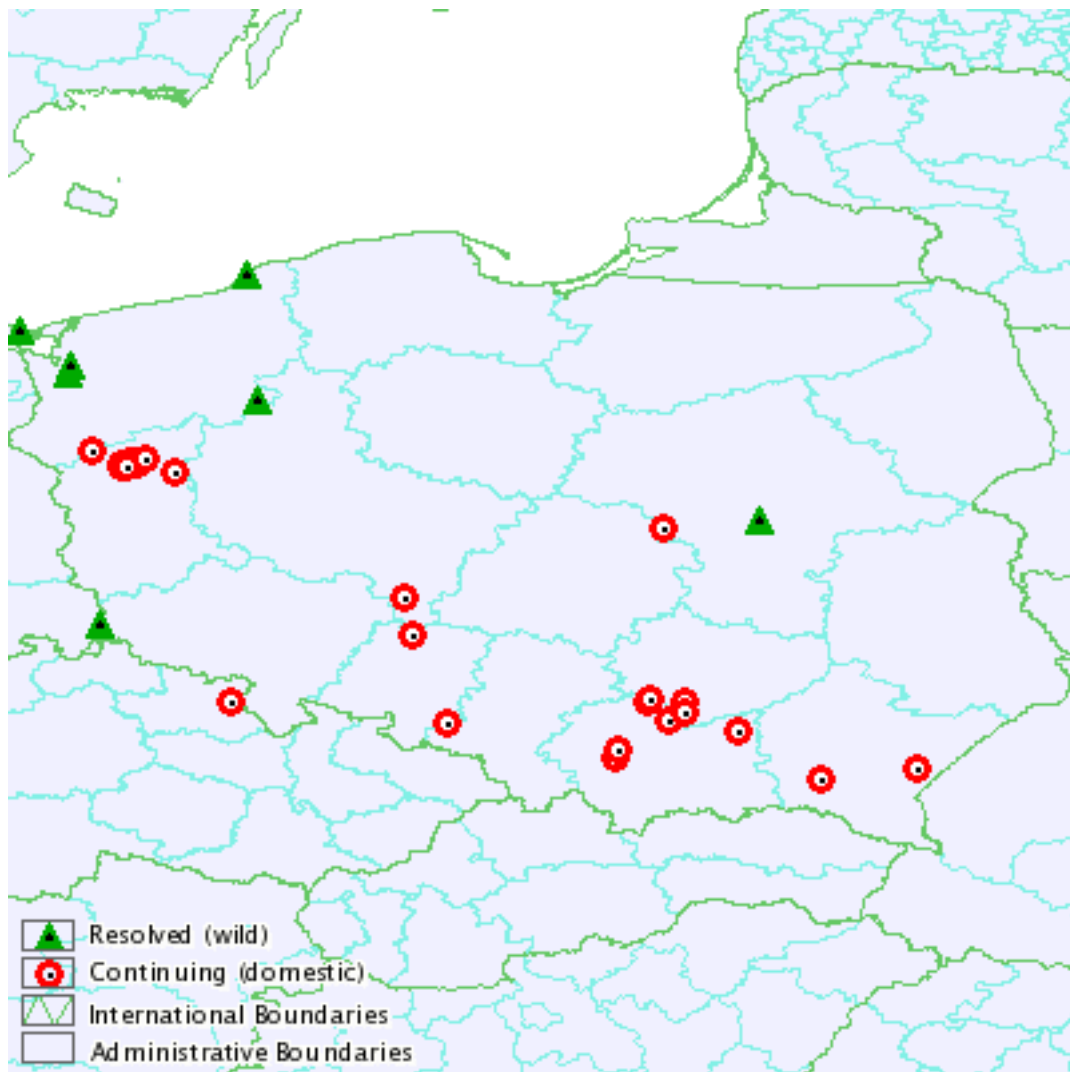 Resolved (wild)
Continuing (domestic)
International Boundaries
Administrative Boundaries